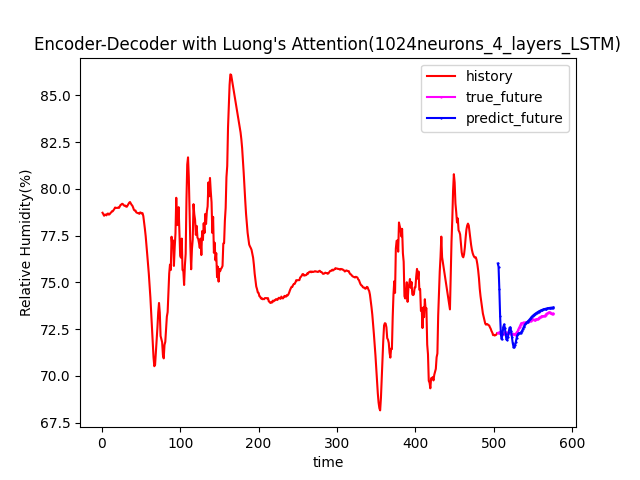 Encoder-Decoder with Luong's Attention(1024neurons_4_layers_LSTM)
history
true_future
predict_future
Relative Humidity(%)
85.0
82.5
80.0
77.5
75.0
72.5
70.0
67.5
0 100 200 300 400 500 600
time